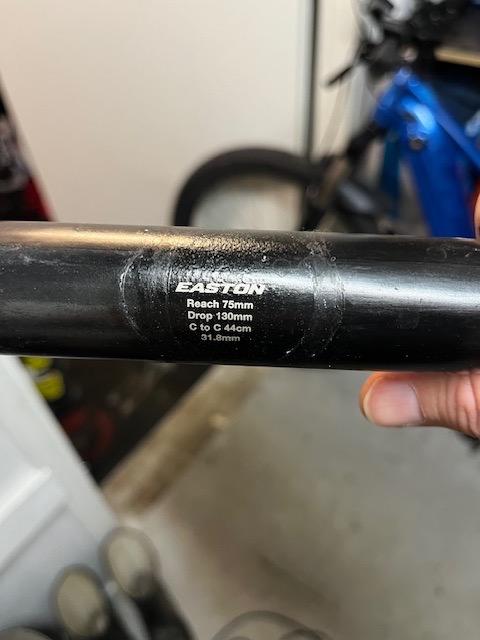 EASTON
Reach 75mm
Drop 130mm
C to C 44cm
31.8mm